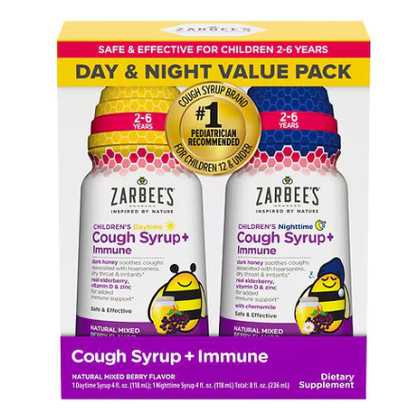 SAFE & EFFECTIVE FOR CHILDREN 2-6 YEARS
DAY & NIGHT VALUE PACK
COUGH SYRUP BRAND
#1
PEDIATRICIAN
RECOMMENDED
FOR CHILDREN 12 & UNDER
2-6
YEARS
ZARBEE'S
INSPIRED BY NATURE
CHILDREN'S Daytime
Cough Syrup+
Immune
dark honey soothes coughs
associated with hoarseness,
dry throat & irritants*
real elderberry,
vitamin D & zinc
for added
immune support*
Safe & Effective
NATURAL MIXED
BERRY FLAVOR
2-6
YEARS
ZARBEE'S
INSPIRED BY NATURE
CHILDREN'S Nighttime
Cough Syrup+
Immune
dark honey soothes coughs
associated with hoarseness,
dry throat & irritants*
real elderberry,
vitamin D & zinc
for added
immune support*
with chamomile
Safe & Effective
NATURAL MIXED
BERRY FLAVOR
Cough Syrup + Immune
NATURAL MIXED BERRY FLAVOR
1 Daytime Syrup 4 fl. oz. (118 mL); 1 Nighttime Syrup 4 fl. oz. (118 mL) Total: 8 fl. oz. (236 mL)
Dietary
Supplement